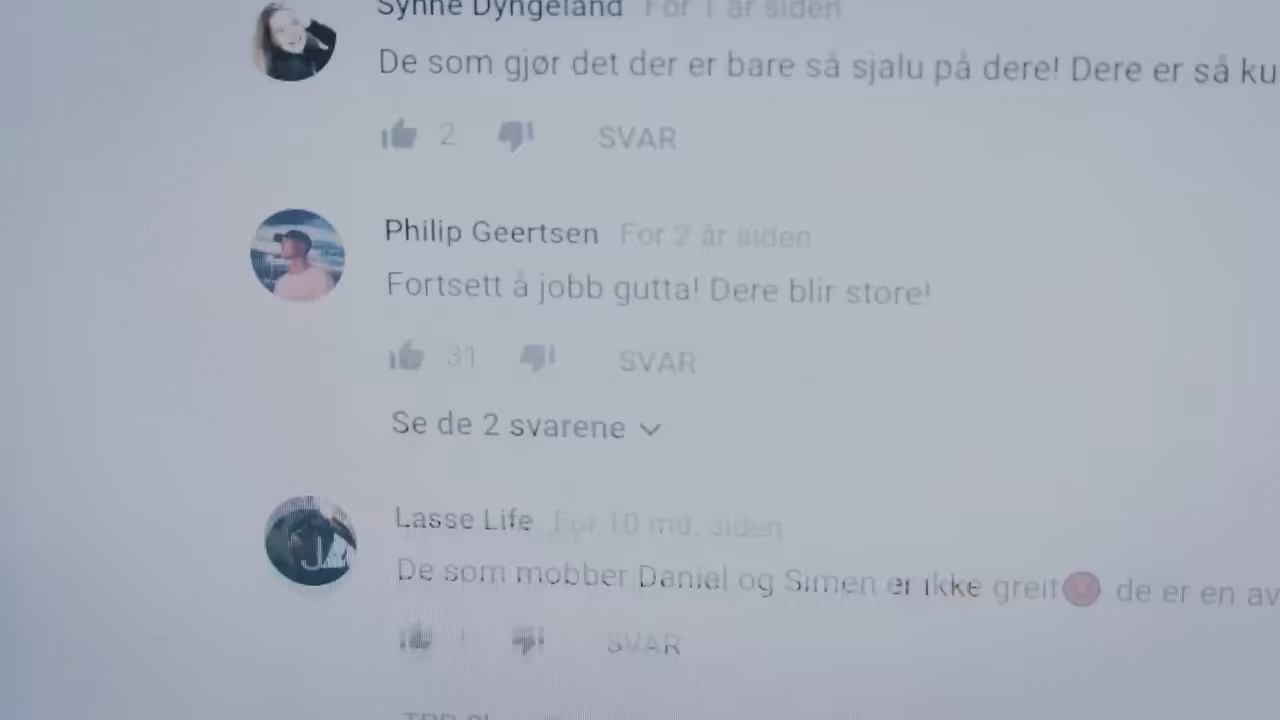 Synne Dyngeland For 1 år siden
De som gjør det der er bare så sjalu på dere! Dere er så ku
2 SVAR
Philip Geertsen For 2 år siden
Fortsett å jobb gutta! Dere blir store!
31 SVAR
Se de 2 svarene
Lasse Life For 10 md. siden
De som mobber Daniel og Simen er ikke greit de er en av
1 SVAR